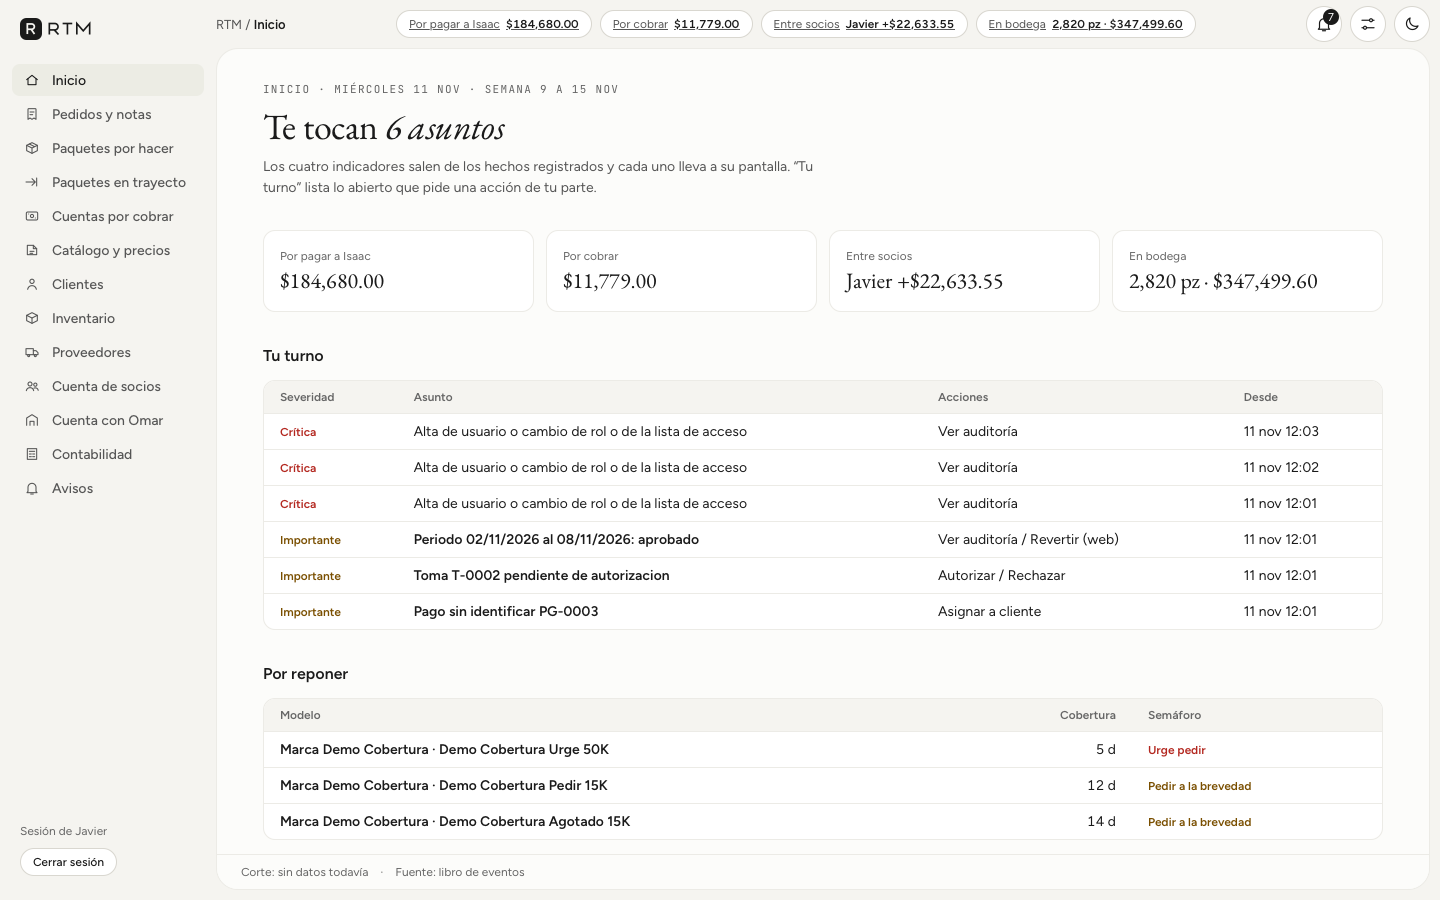 R RTM
RTM / Inicio
Por pagar a Isaac $184,680.00
Por cobrar $11,779.00
Entre socios Javier +$22,633.55
En bodega 2,820 pz · $347,499.60
7
Inicio
Pedidos y notas
Paquetes por hacer
Paquetes en trayecto
Cuentas por cobrar
Catálogo y precios
Clientes
Inventario
Proveedores
Cuenta de socios
Cuenta con Omar
Contabilidad
Avisos
Sesión de Javier
Cerrar sesión
INICIO · MIÉRCOLES 11 NOV · SEMANA 9 A 15 NOV
Te tocan 6 asuntos
Los cuatro indicadores salen de los hechos registrados y cada uno lleva a su pantalla. “Tu
turno” lista lo abierto que pide una acción de tu parte.
Por pagar a Isaac
$184,680.00
Por cobrar
$11,779.00
Entre socios
Javier +$22,633.55
En bodega
2,820 pz · $347,499.60
Tu turno
Severidad Asunto Acciones Desde
Crítica Alta de usuario o cambio de rol o de la lista de acceso Ver auditoría 11 nov 12:03
Crítica Alta de usuario o cambio de rol o de la lista de acceso Ver auditoría 11 nov 12:02
Crítica Alta de usuario o cambio de rol o de la lista de acceso Ver auditoría 11 nov 12:01
Importante Periodo 02/11/2026 al 08/11/2026: aprobado Ver auditoría / Revertir (web) 11 nov 12:01
Importante Toma T-0002 pendiente de autorizacion Autorizar / Rechazar 11 nov 12:01
Importante Pago sin identificar PG-0003 Asignar a cliente 11 nov 12:01
Por reponer
Modelo Cobertura Semáforo
Marca Demo Cobertura · Demo Cobertura Urge 50K 5 d Urge pedir
Marca Demo Cobertura · Demo Cobertura Pedir 15K 12 d Pedir a la brevedad
Marca Demo Cobertura · Demo Cobertura Agotado 15K 14 d Pedir a la brevedad
Corte: sin datos todavía · Fuente: libro de eventos